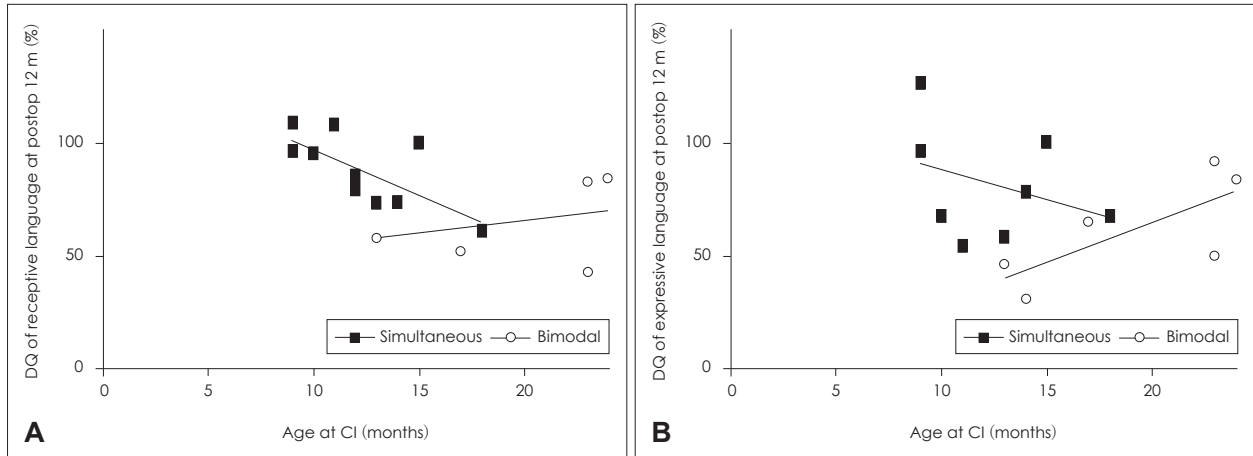 DQ of receptive language at postop 12 m (%)
100
50
0
0 5 10 15 20
Simultaneous Bimodal
Age at CI (months)
A
DQ of expressive language at postop 12 m (%)
100
50
0
0 5 10 15 20
Simultaneous Bimodal
Age at CI (months)
B